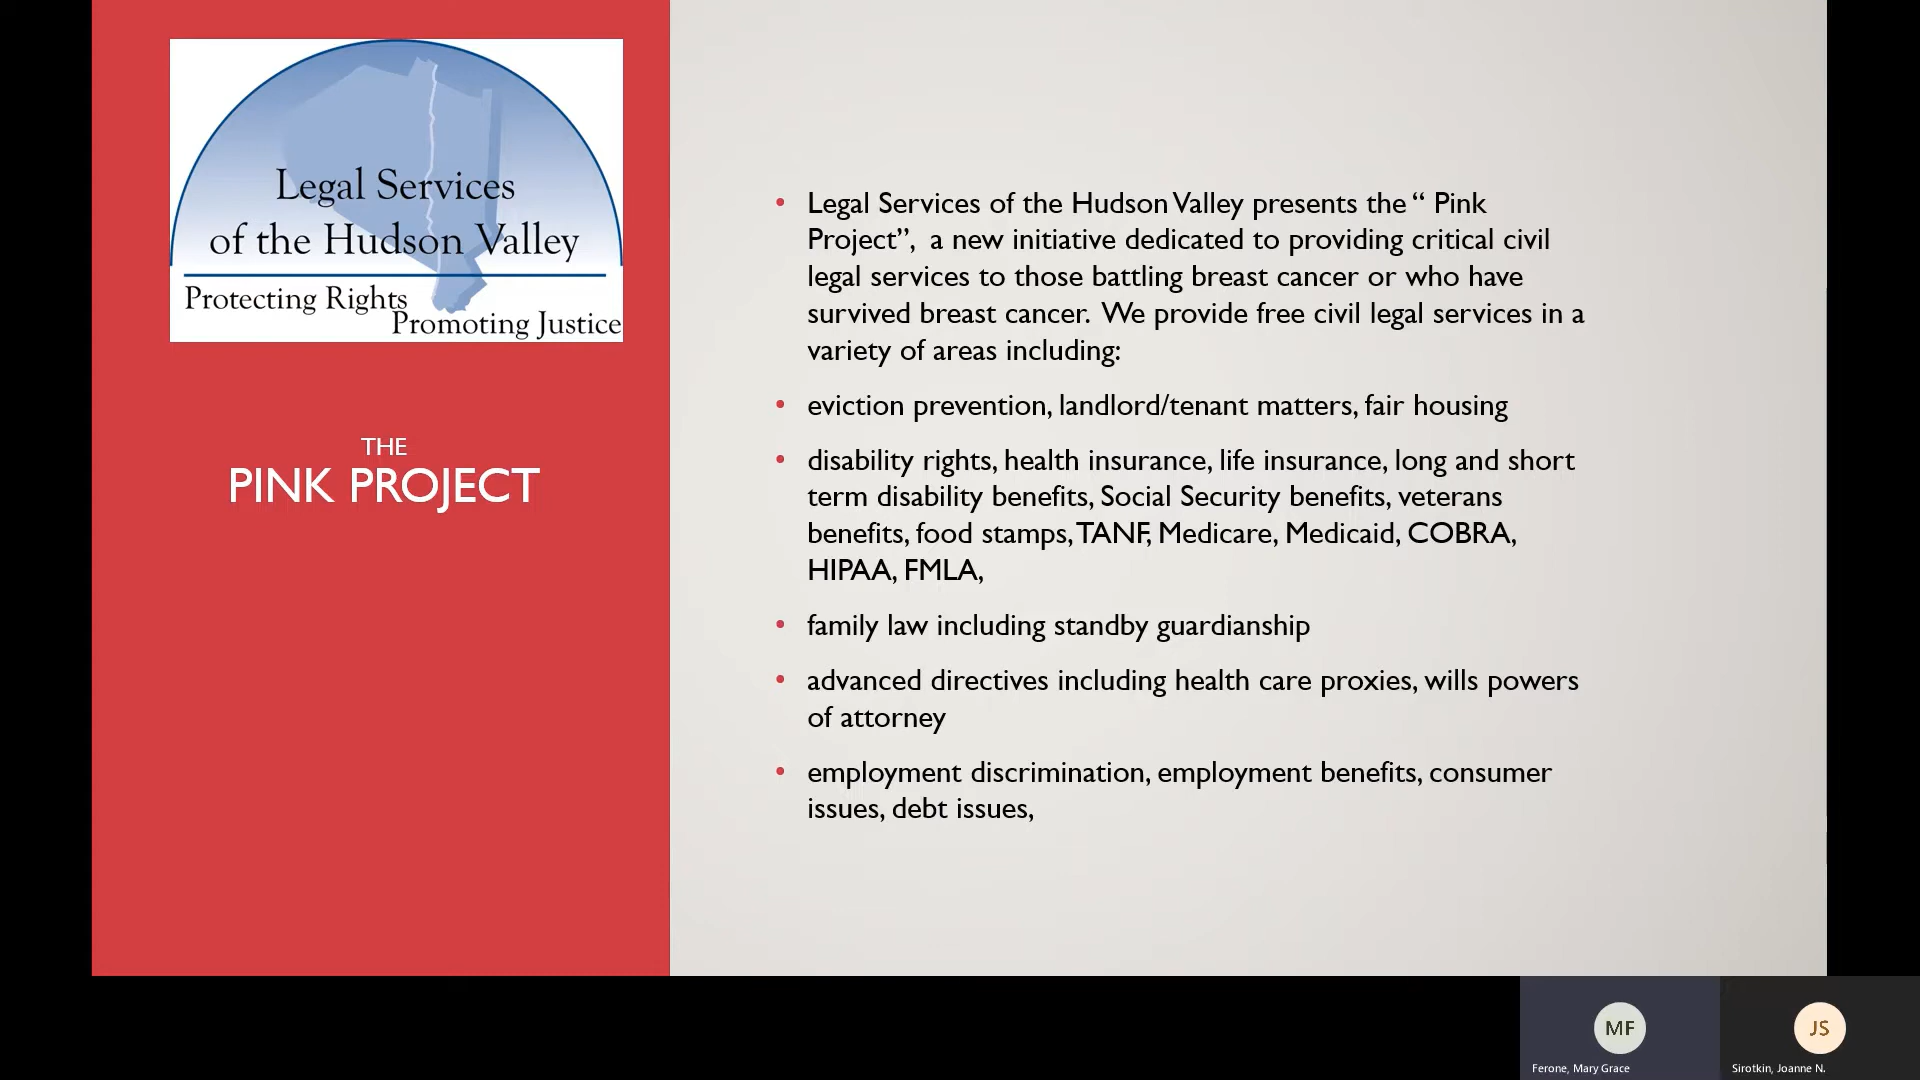 Legal Services
of the Hudson Valley
Protecting Rights
Promoting Justice
THE
PINK PROJECT
• Legal Services of the Hudson Valley presents the “ Pink
Project”,  a new initiative dedicated to providing critical civil
legal services to those battling breast cancer or who have
survived breast cancer.  We provide free civil legal services in a
variety of areas including:
• eviction prevention, landlord/tenant matters, fair housing
• disability rights, health insurance, life insurance, long and short
term disability benefits, Social Security benefits, veterans
benefits, food stamps, TANF, Medicare, Medicaid, COBRA,
HIPAA, FMLA,
• family law including standby guardianship
• advanced directives including health care proxies, wills powers
of attorney
• employment discrimination, employment benefits, consumer
issues, debt issues,
MF
Ferone, Mary Grace
JS
Sirotkin, Joanne N.